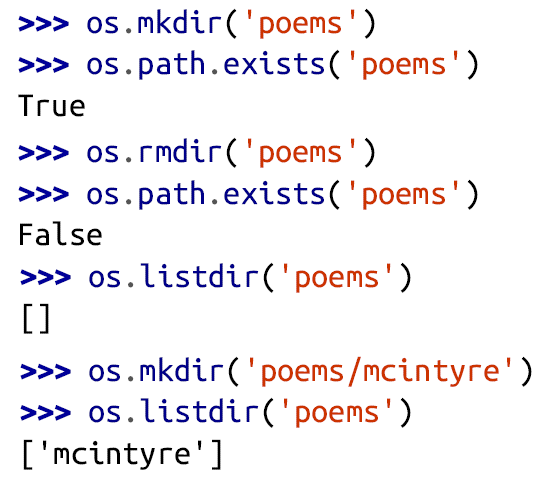 >>> os.mkdir('poems')
>>> os.path.exists('poems')
True
>>> os.rmdir('poems')
>>> os.path.exists('poems')
False
>>> os.listdir('poems')
[]
>>> os.mkdir('poems/mcintyre')
>>> os.listdir('poems')
['mcintyre']